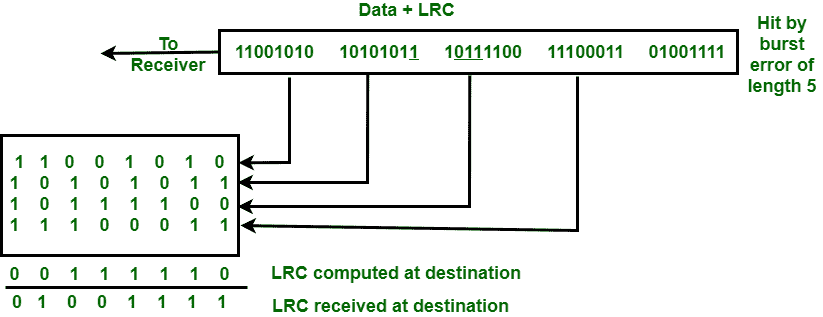 Data + LRC
To
Receiver
11001010 10101011 10111100 11100011 01001111
Hit by
burst
error of
length 5
1 1 0 0 1 0 1 0
1 0 1 0 1 0 1 1
1 0 1 1 1 1 0 0
1 1 1 0 0 0 1 1
0 0 1 1 1 1 1 0 LRC computed at destination
0 1 0 0 1 1 1 1 LRC received at destination